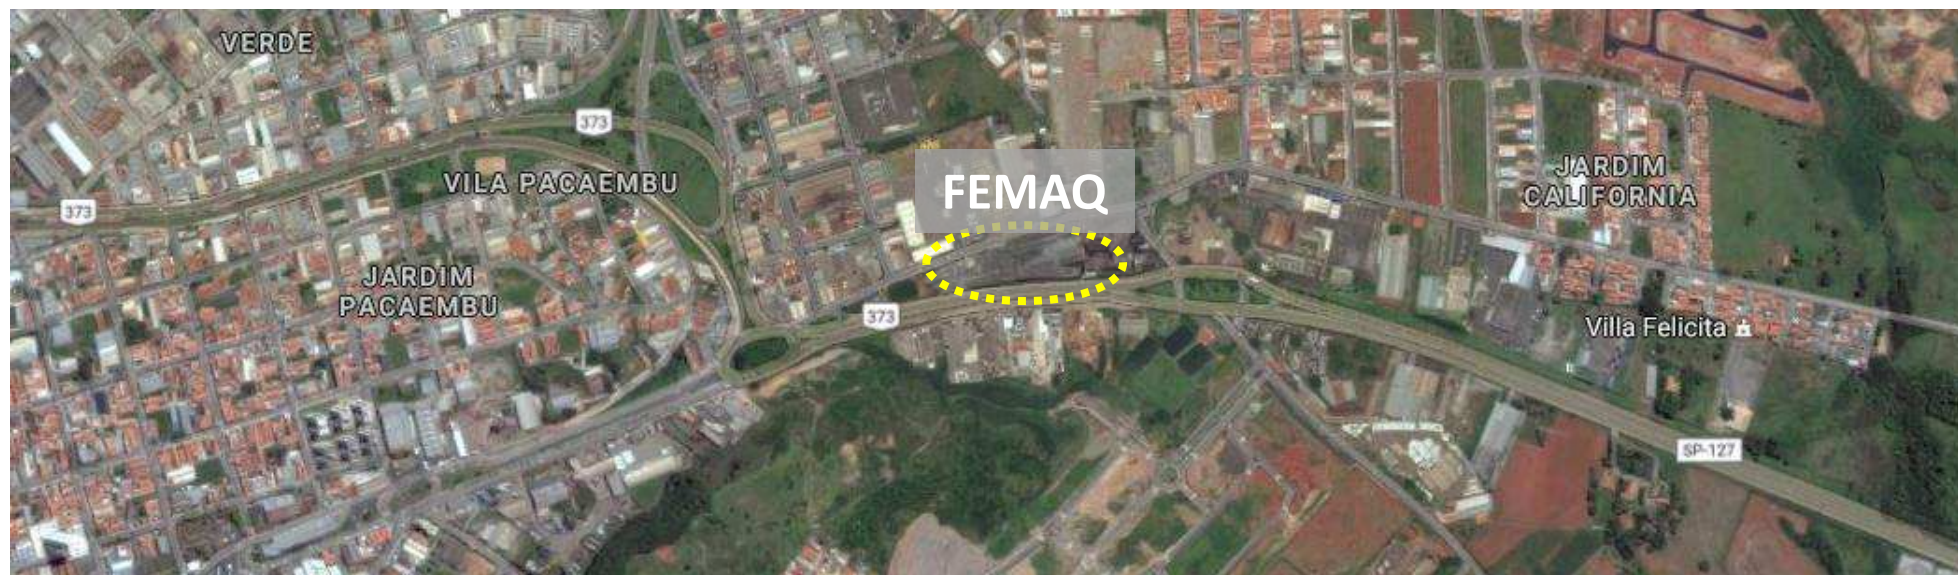 VERDE
373
VILA PACAEMBU
373
JARDIM
PACAEMBU
FEMAQ
373
JARDIM
CALIFORNIA
Villa Felicita
SP-127